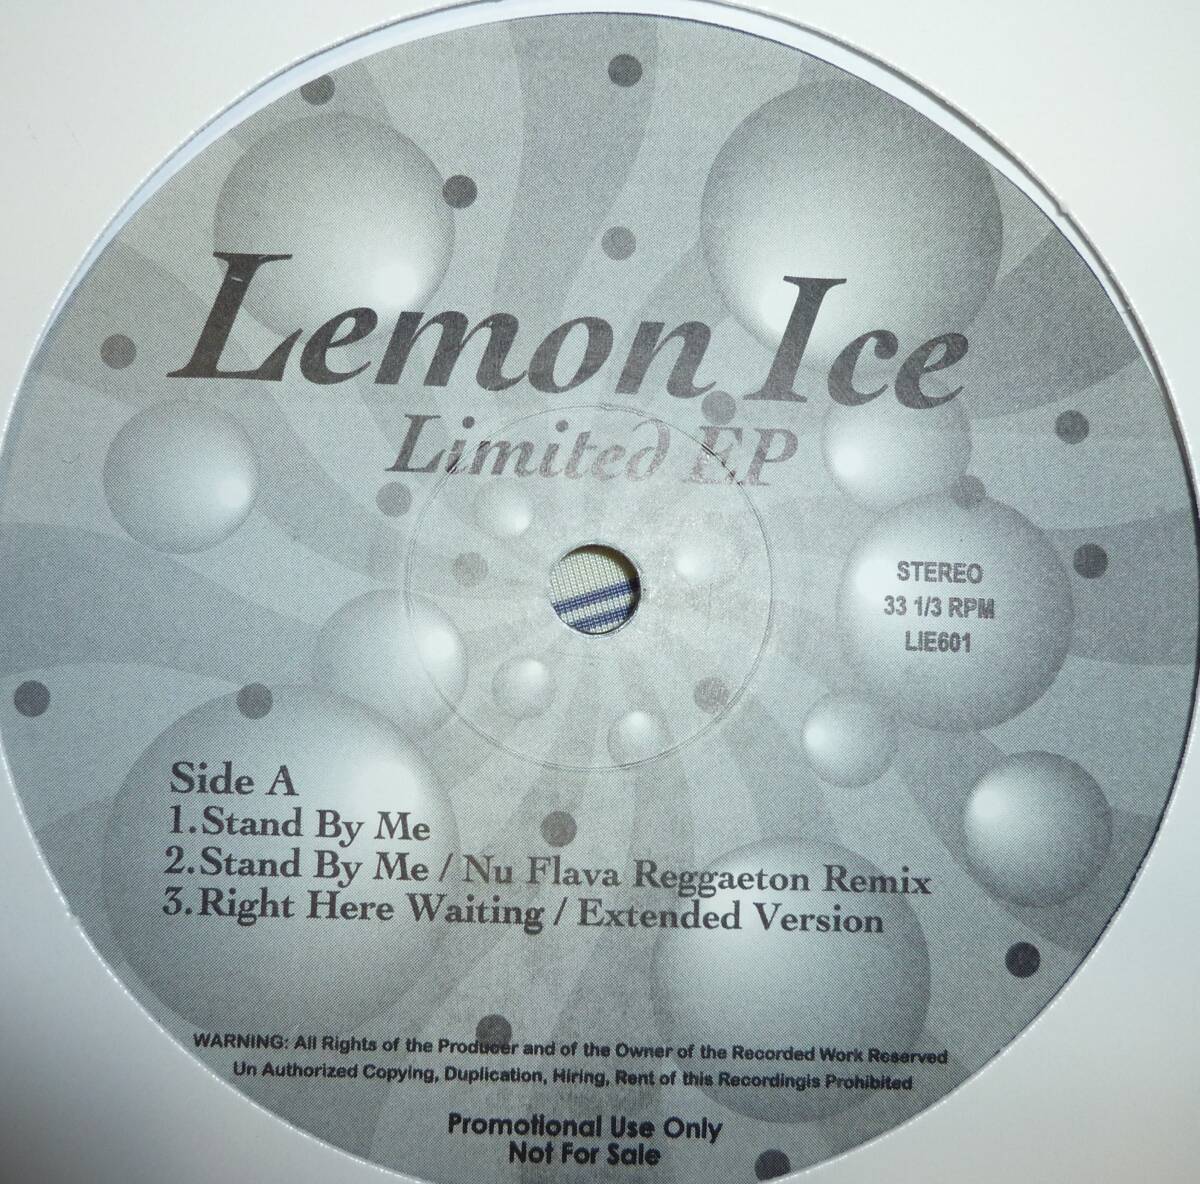 Lemon Ice
Limited EP
STEREO
33 1/3 RPM
LIE601
Side A
1.Stand By Me
2.Stand By Me / Nu Flava Reggaeton Remix
3.Right Here Waiting / Extended Version
WARNING: All Rights of the Producer and of the Owner of the Recorded Work Reserved
Un Authorized Copying, Duplication, Hiring, Rent of this Recordingis Prohibited
Promotional Use Only
Not For Sale